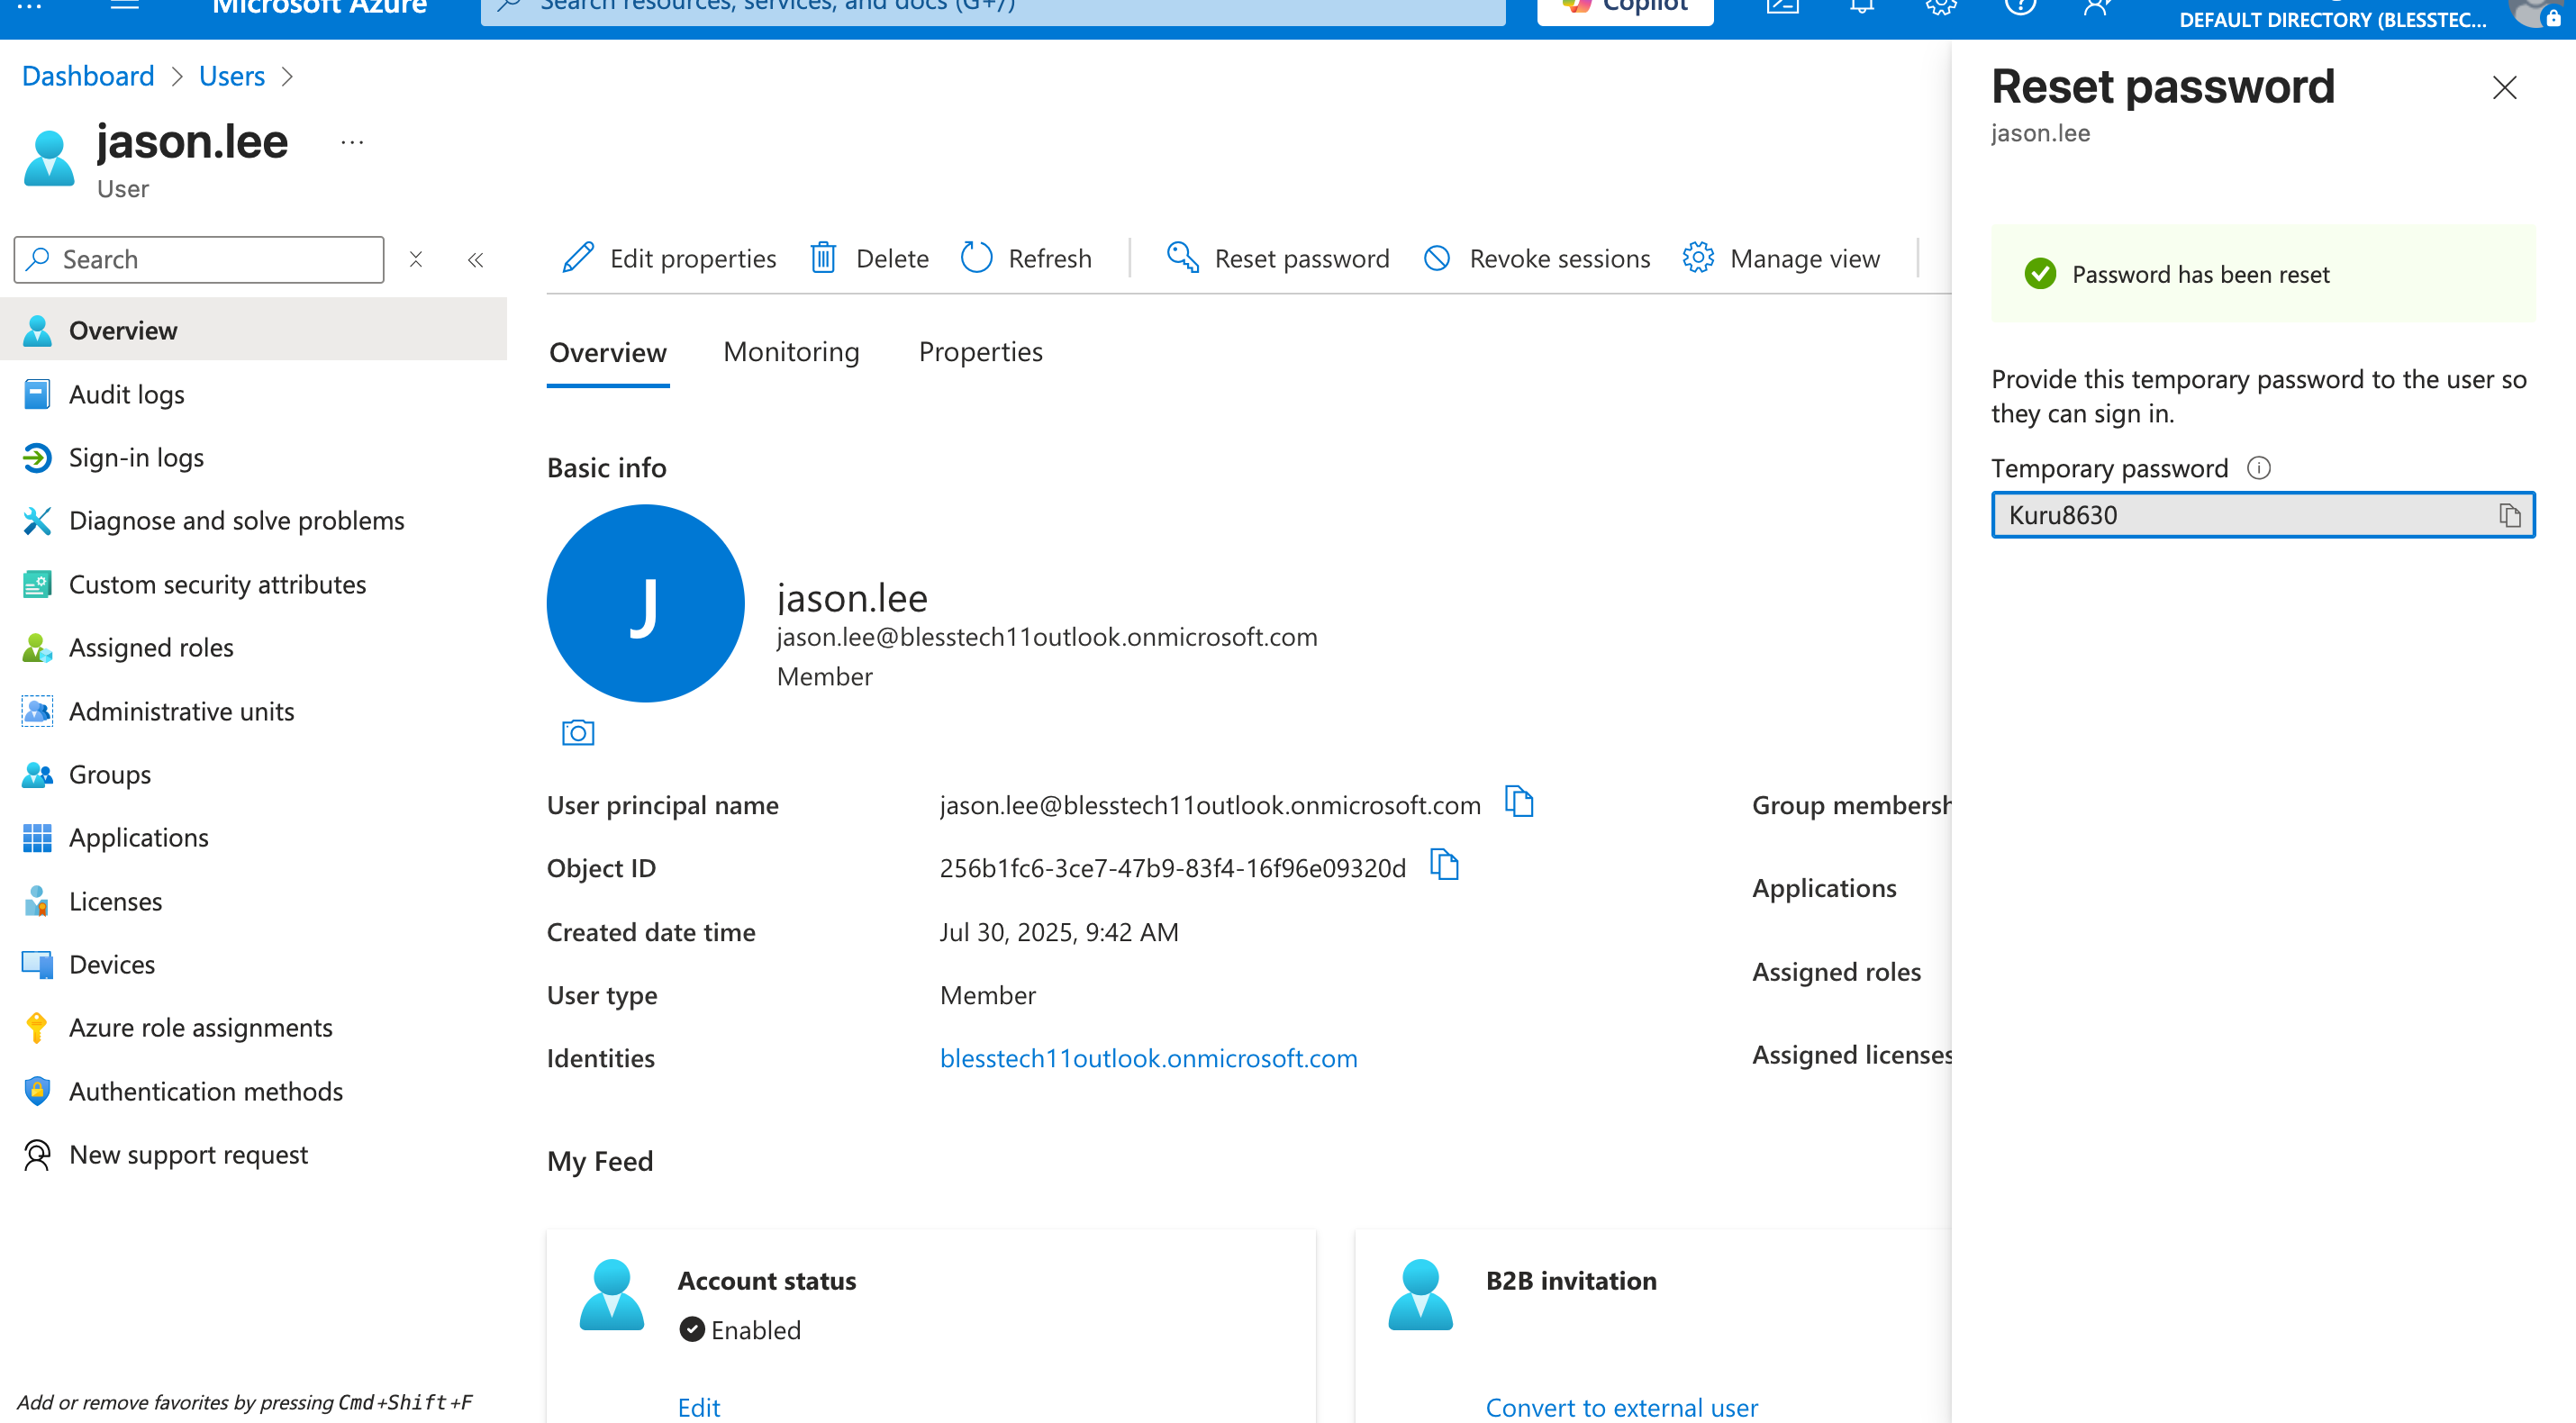 Microsoft Azure
Search resources, services, and docs (G+/)
Copilot
DEFAULT DIRECTORY (BLESSTEC...
Dashboard > Users >
jason.lee ...
User
Search
Overview
Audit logs
Sign-in logs
Diagnose and solve problems
Custom security attributes
Assigned roles
Administrative units
Groups
Applications
Licenses
Devices
Azure role assignments
Authentication methods
New support request
Add or remove favorites by pressing Cmd+Shift+F
Edit properties
Delete
Refresh
Reset password
Revoke sessions
Manage view
Overview
Monitoring
Properties
Basic info
J
jason.lee
jason.lee@blesstech11outlook.onmicrosoft.com
Member
User principal name
jason.lee@blesstech11outlook.onmicrosoft.com
Object ID
256b1fc6-3ce7-47b9-83f4-16f96e09320d
Created date time
Jul 30, 2025, 9:42 AM
User type
Member
Identities
blesstech11outlook.onmicrosoft.com
Group membersh
Applications
Assigned roles
Assigned licenses
My Feed
Account status
Enabled
Edit
B2B invitation
Convert to external user
Reset password
jason.lee
Password has been reset
Provide this temporary password to the user so
they can sign in.
Temporary password
Kuru8630